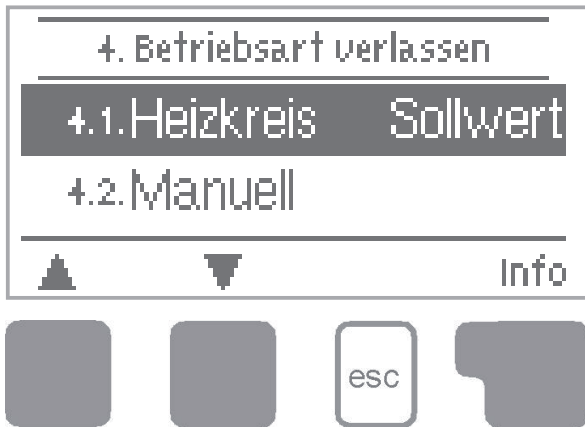 4. Betriebsart verlassen
4.1.Heizkreis Sollwert
4.2.Manuell
Info
esc